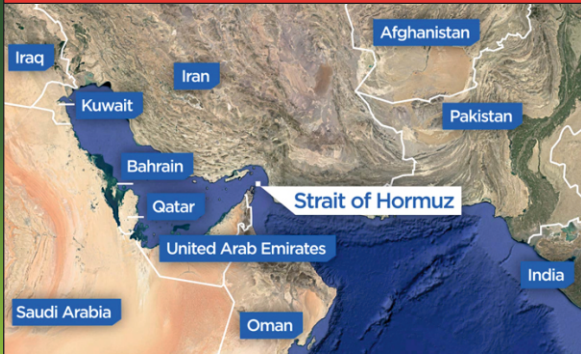 Afghanistan
Iraq
Iran
Kuwait
Pakistan
Bahrain
Strait of Hormuz
Qatar
United Arab Emirates
India
Saudi Arabia
Oman